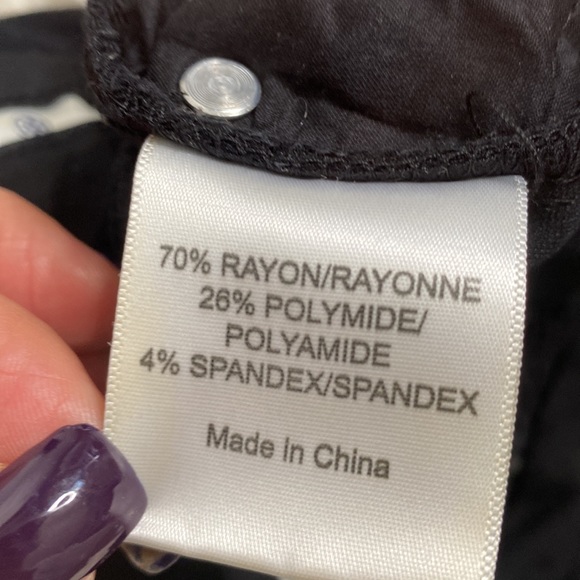 70% RAYON/RAYONNE
26% POLYMIDE/
POLYAMIDE
4% SPANDEX/SPANDEX
Made in China